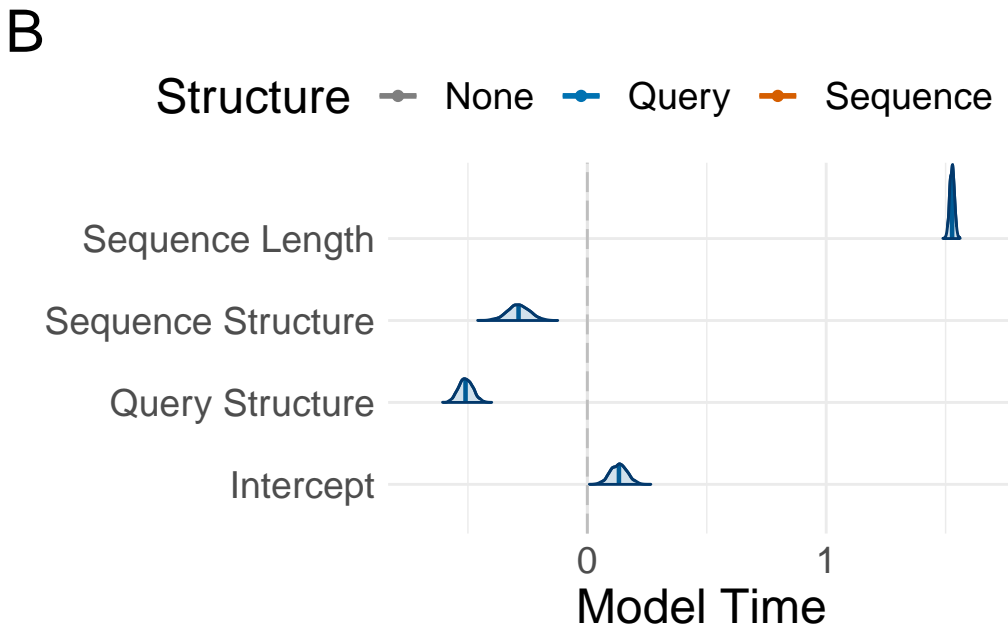 B
Structure None Query Sequence
Sequence Length
Sequence Structure
Query Structure
Intercept
0 1
Model Time